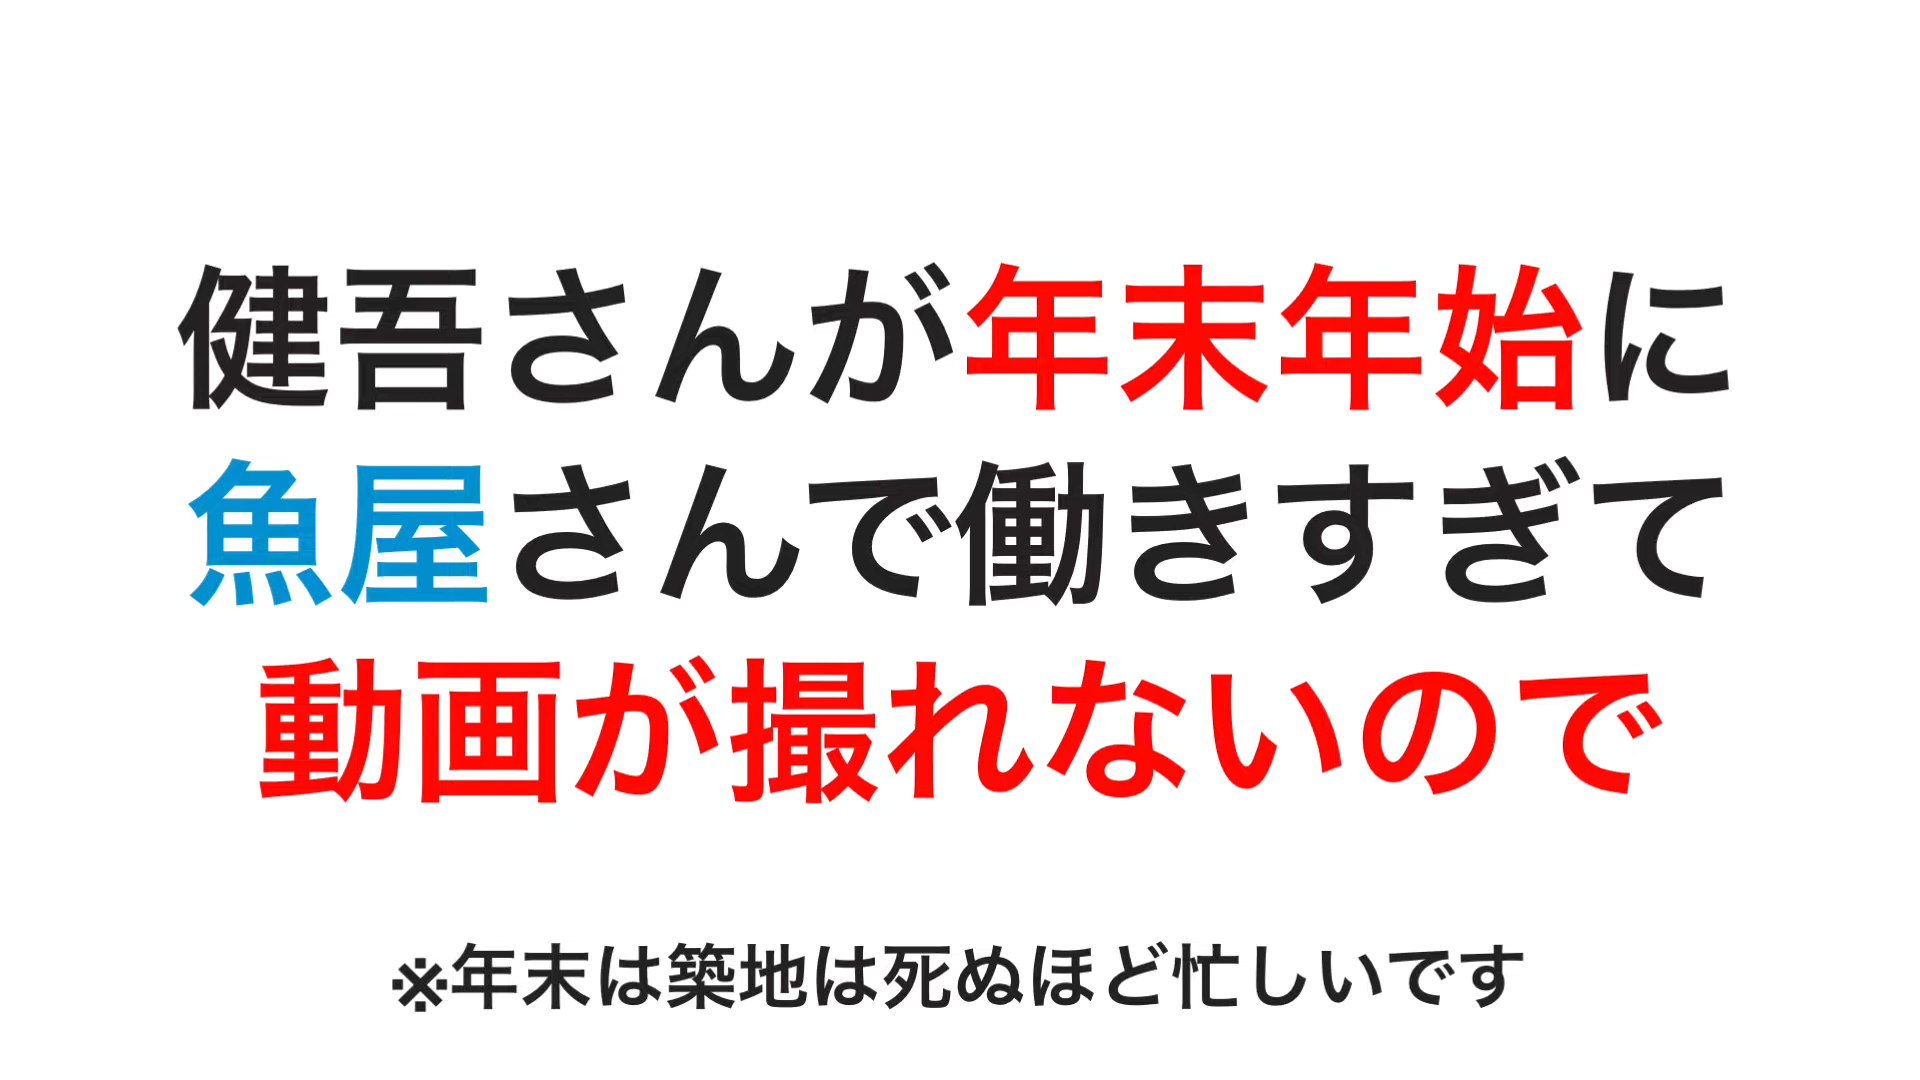 健吾さんが年末年始に
魚屋さんで働きすぎて
動画が撮れないので
※年末は築地は死ぬほど忙しいです